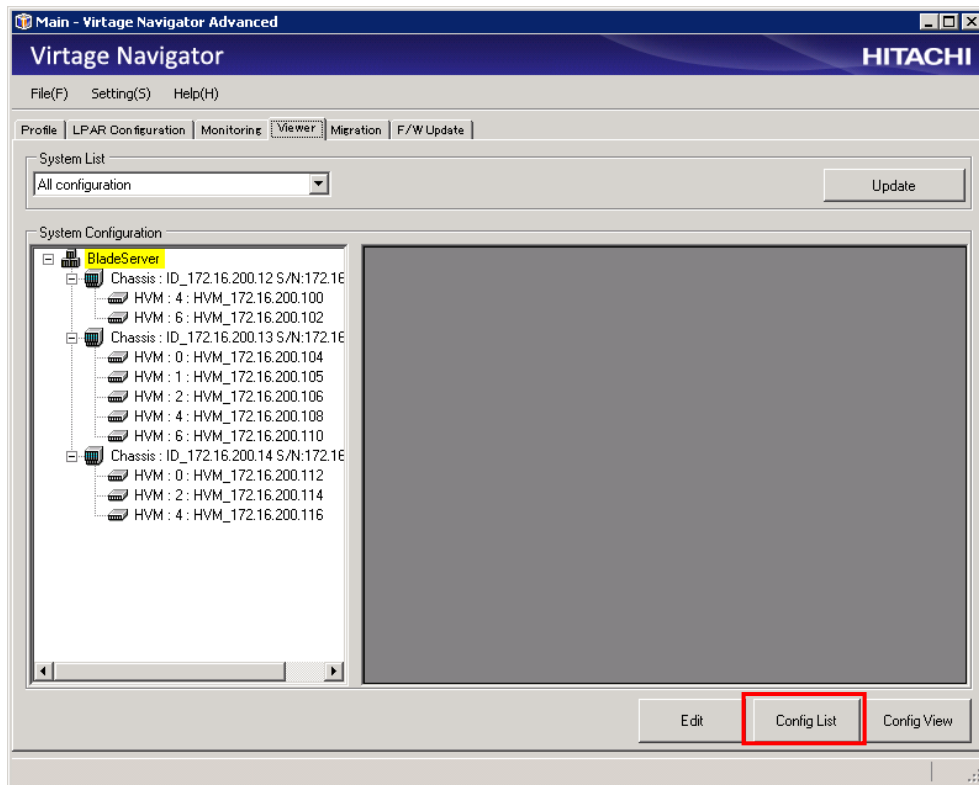 Main - Virtage Navigator Advanced
Virtage Navigator HITACHI
File(F) Setting(S) Help(H)
Profile LPAR Configuration Monitoring Viewer Migration F/W Update
System List
All configuration Update
System Configuration
BladeServer
Chassis : ID_172.16.200.12 S/N:172.16
HVM : 4 : HVM_172.16.200.100
HVM : 6 : HVM_172.16.200.102
Chassis : ID_172.16.200.13 S/N:172.16
HVM : 0 : HVM_172.16.200.104
HVM : 1 : HVM_172.16.200.105
HVM : 2 : HVM_172.16.200.106
HVM : 4 : HVM_172.16.200.108
HVM : 6 : HVM_172.16.200.110
Chassis : ID_172.16.200.14 S/N:172.16
HVM : 0 : HVM_172.16.200.112
HVM : 2 : HVM_172.16.200.114
HVM : 4 : HVM_172.16.200.116
Edit Config List Config View